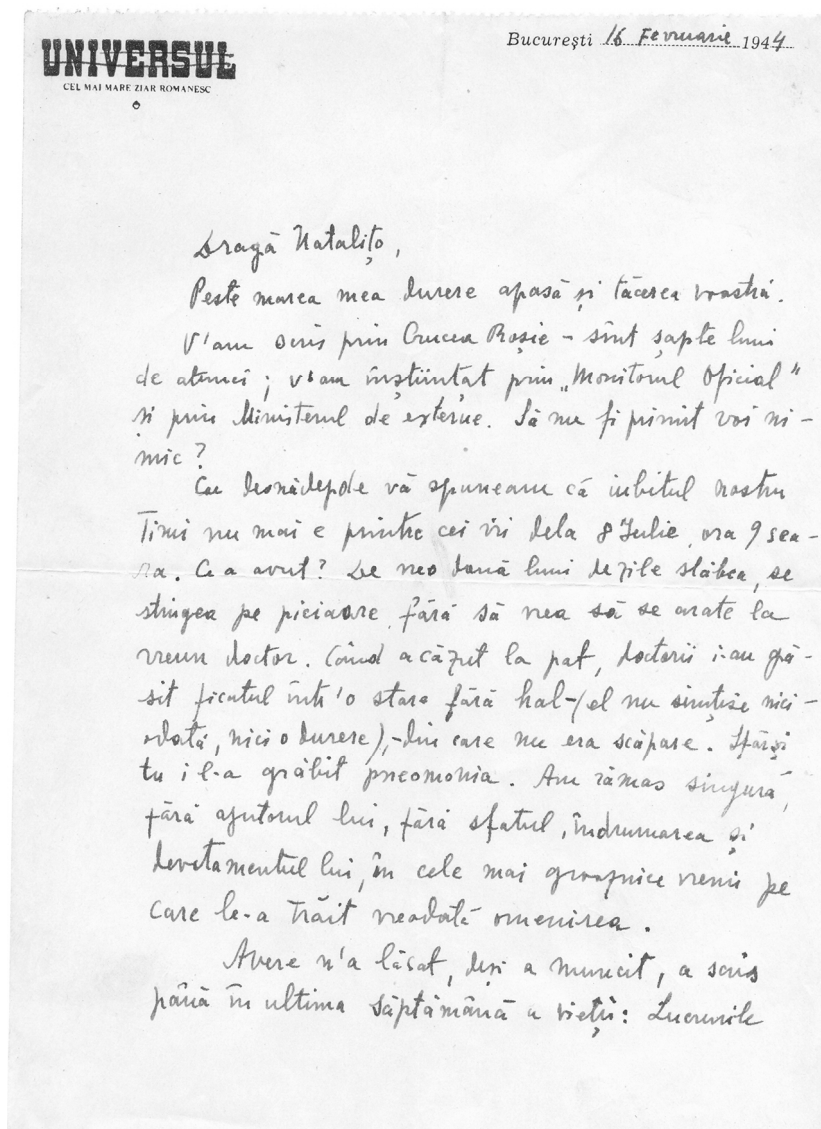 UNIVERSUL
CEL MAI MARE ZIAR ROMANESC
București 16 Fevruarie 1944
Dragă Natalițo,
Peste marea mea durere apasă și tăcerea voastră.
V'am scris prin Crucea Roșie – sînt șapte luni
de atunci; v'am înștiințat prin „Monitorul Oficial"
și prin Ministerul de externe. Să nu fi primit voi ni-
mic?
Cu desnădejde vă spuneam că iubitul nostru
Timi nu mai e printre cei vii dela 8 Iulie, ora 9 sea-
ra. Ce a avut? De vreo două luni de zile slăbea, se
stingea pe picioare, fără să vrea să se arate la
vreun doctor. Când a căzut la pat, doctorii i-au gă-
sit ficatul într'o stare fără hal – (el nu simțise nici-
odată, nici o durere), – din care nu era scăpare. Sfârși
tu i l-a grăbit pneomonia. Am rămas singură,
fără ajutorul lui, fără sfatul, îndrumarea și
devotamentul lui, în cele mai groaznice vremi pe
care le-a trăit vreodată omenirea.
Avere n'a lăsat, deși a muncit, a scris
până în ultima săptămână a vieții: Lucrurile